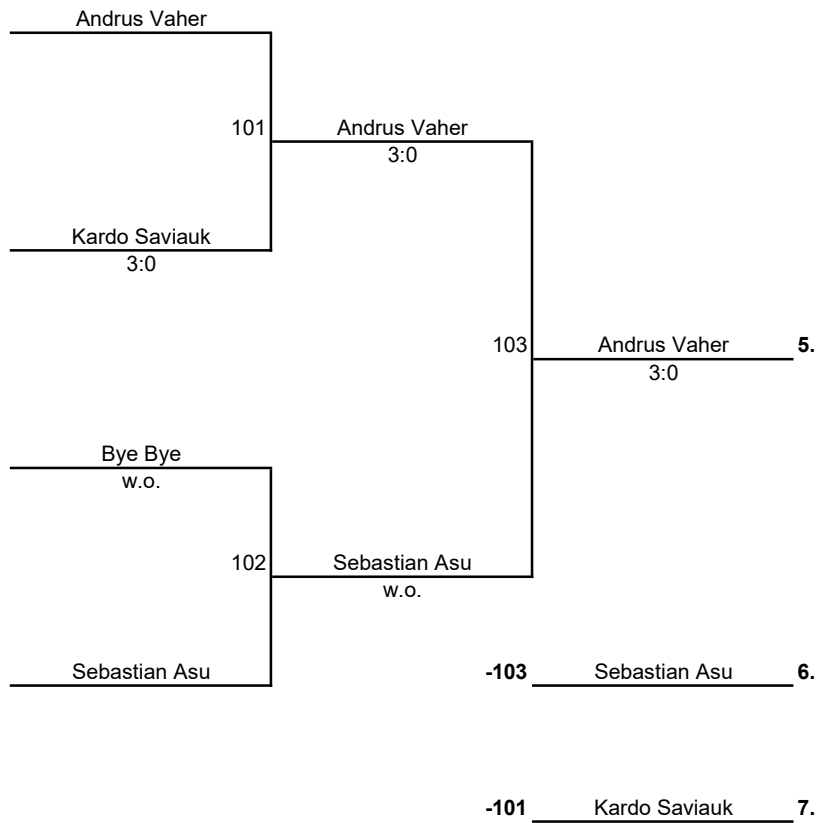 Andrus Vaher
101
Andrus Vaher
3:0
Kardo Saviauk
3:0
103
Andrus Vaher
5.
3:0
Bye Bye
w.o.
102
Sebastian Asu
w.o.
Sebastian Asu
-103
Sebastian Asu
6.
-101
Kardo Saviauk
7.